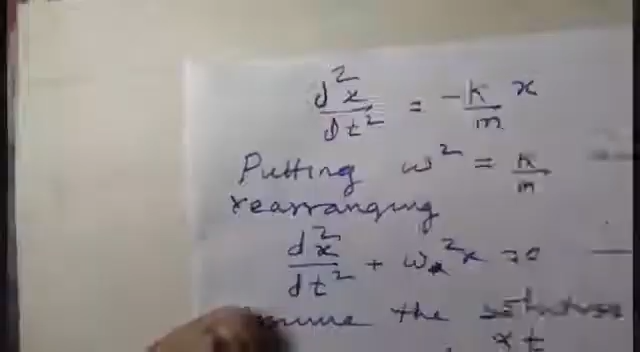 d²x/dt² = -k/m x
Putting ω² = k/m
rearranging
d²x/dt² + ω²x = 0
the